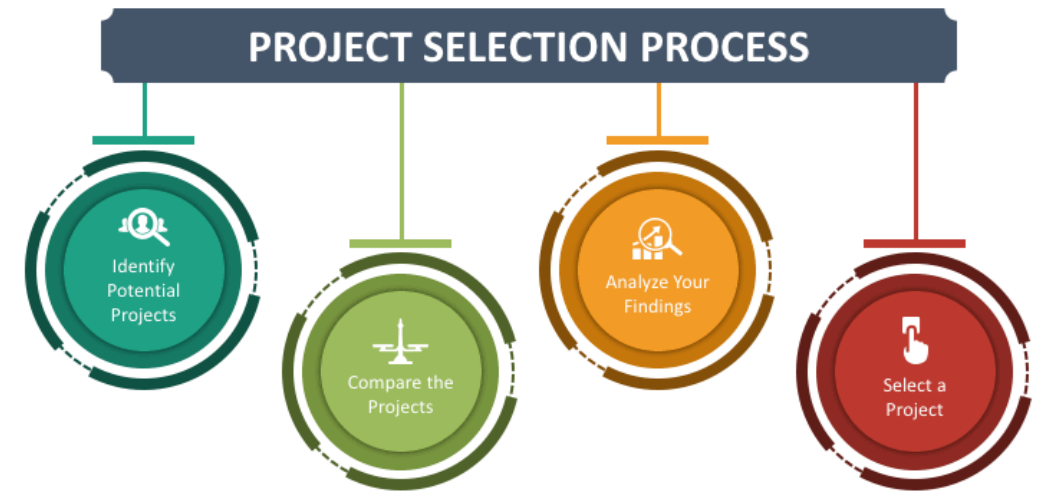 PROJECT SELECTION PROCESS
Identify
Potential
Projects
Compare the
Projects
Analyze Your
Findings
Select a
Project